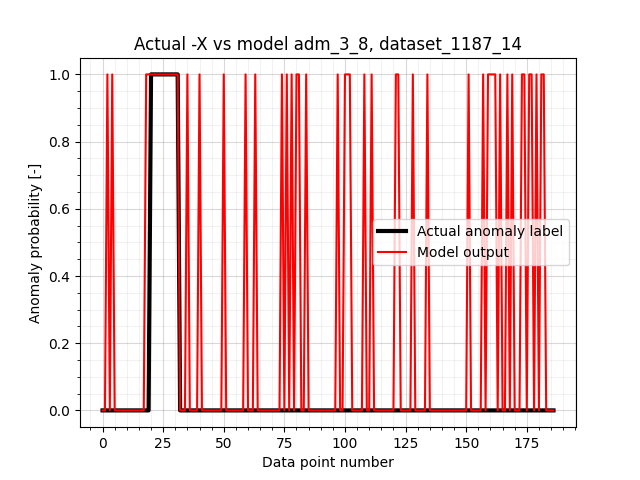 Actual -X vs model adm_3_8, dataset_1187_14
1.0
0.8
0.6
0.4
0.2
0.0
Anomaly probability [-]
Actual anomaly label
Model output
0 25 50 75 100 125 150 175
Data point number